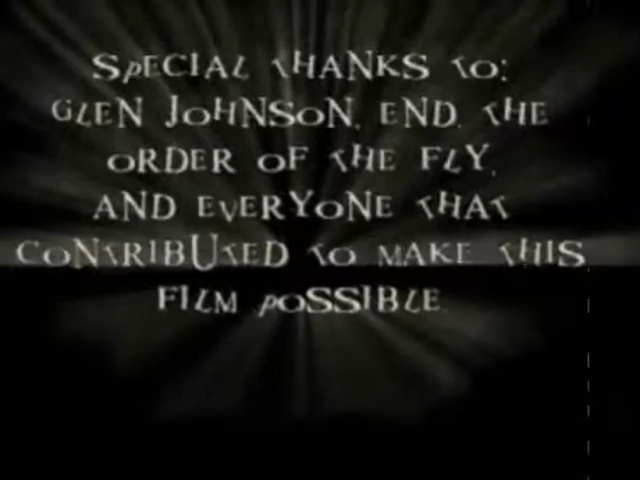 SPECIAL THANKS TO:
GLEN JOHNSON, END, THE
ORDER OF THE FLY,
AND EVERYONE THAT
CONTRIBUTED TO MAKE THIS
FILM POSSIBLE